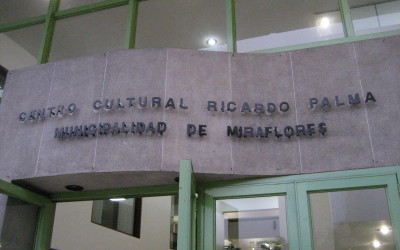 CENTRO CULTURAL RICARDO PALMA
MUNICIPALIDAD DE MIRAFLORES